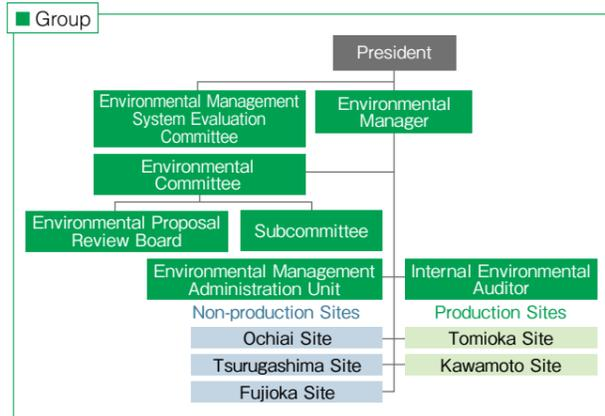 Group
President
Environmental Management
System Evaluation
Committee
Environmental
Manager
Environmental
Committee
Environmental Proposal
Review Board
Subcommittee
Environmental Management
Administration Unit
Internal Environmental
Auditor
Non-production Sites
Production Sites
Ochiai Site
Tomioka Site
Tsurugashima Site
Kawamoto Site
Fujioka Site